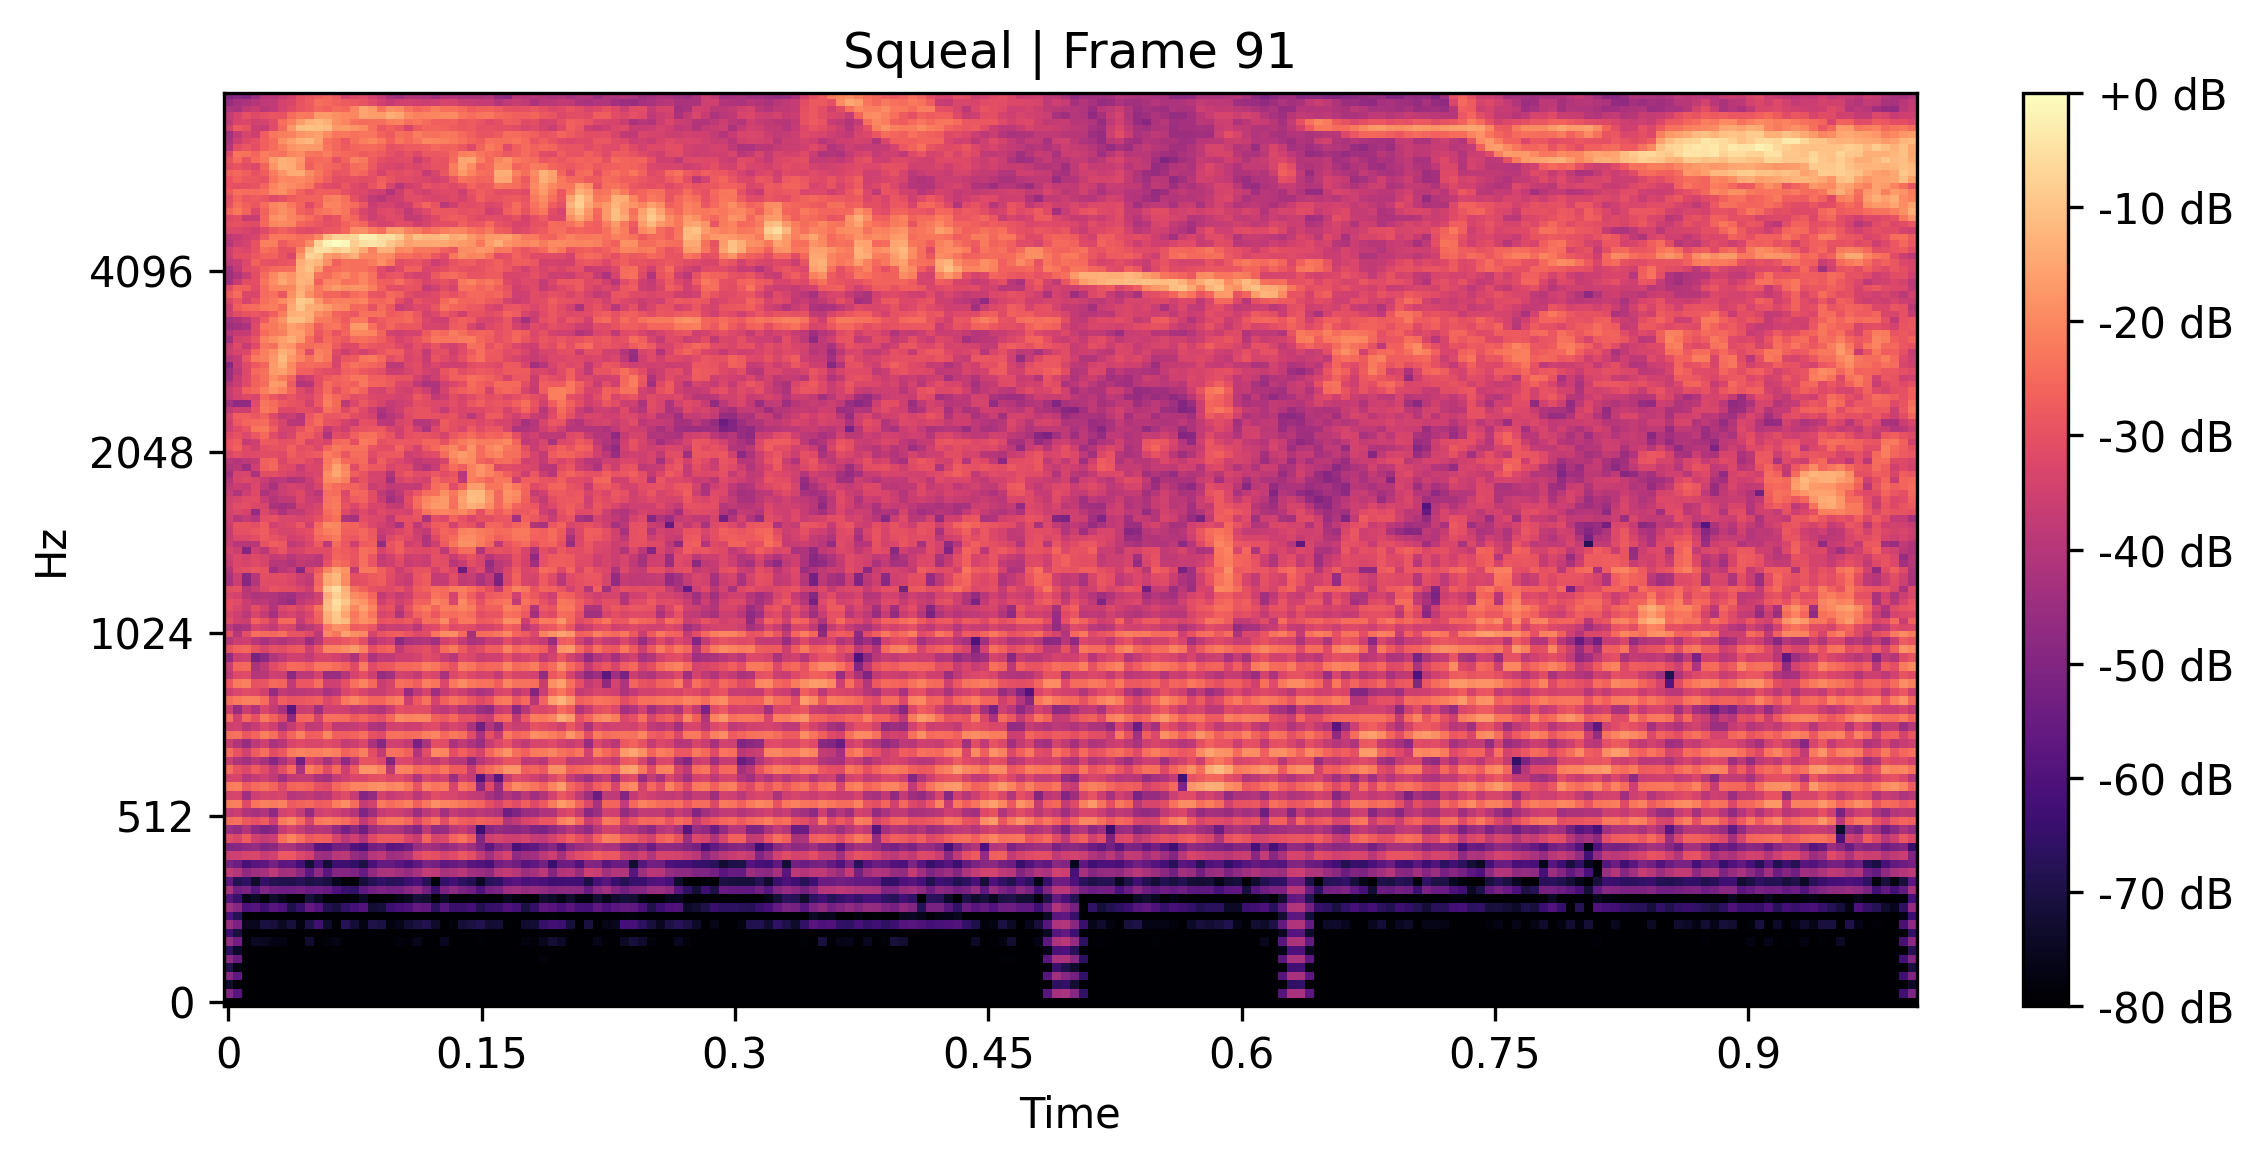 Squeal | Frame 91
+0 dB
-10 dB
-20 dB
-30 dB
-40 dB
-50 dB
-60 dB
-70 dB
-80 dB
Hz
4096
2048
1024
512
0
0
0.15
0.3
0.45
0.6
0.75
0.9
Time